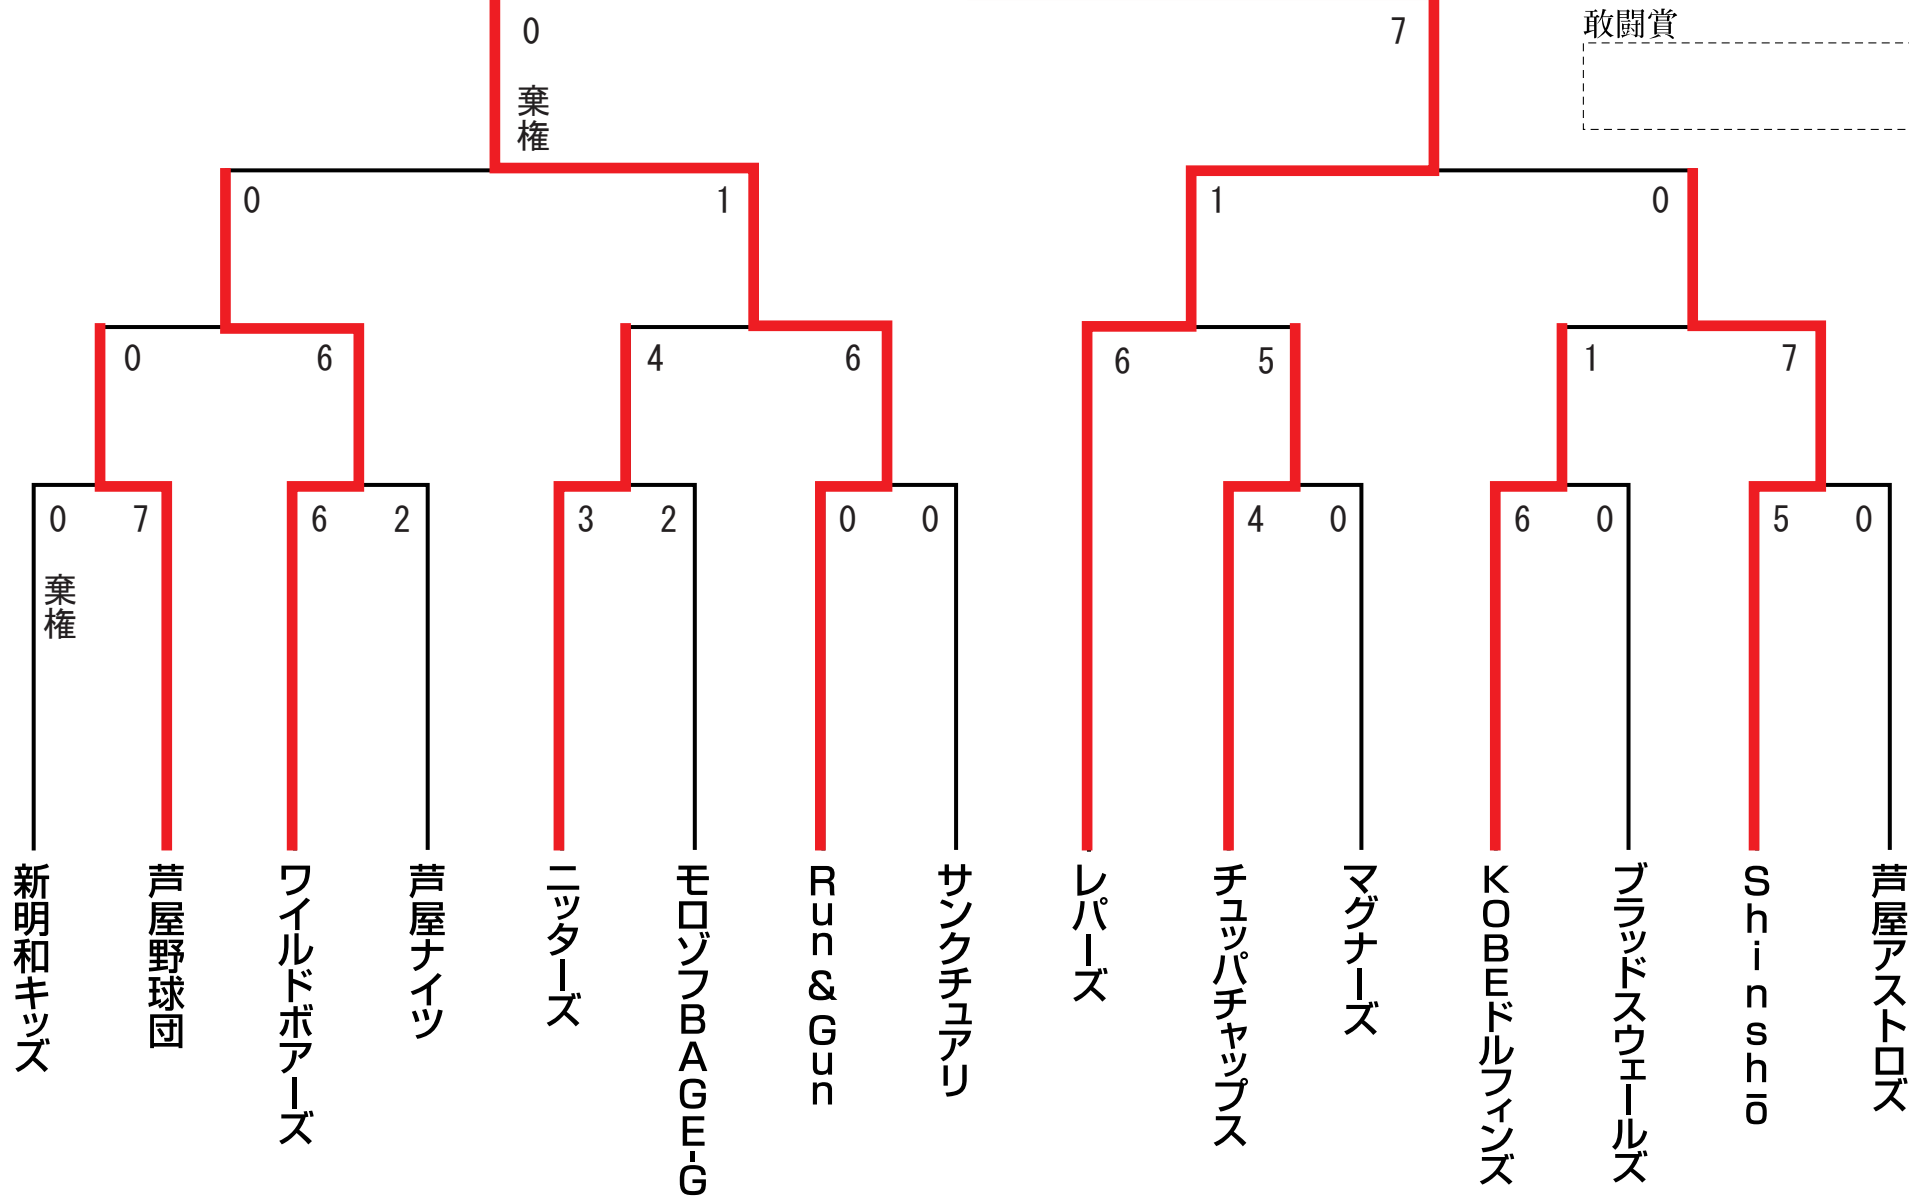 0
7
敢闘賞
棄権
0
1
1
0
0
6
4
6
6
5
1
7
0
7
6
2
3
2
0
0
4
0
6
0
5
0
棄権
新明和キッズ
芦屋野球団
ワイルドボアーズ
芦屋ナイツ
ニッターズ
モロゾフBAGE-G
Run&Gun
サンクチュアリ
レパーズ
チュッパチャップス
マグナーズ
KOBEドルフィンズ
ブラッドスウェールズ
Shinshō
芦屋アストロズ